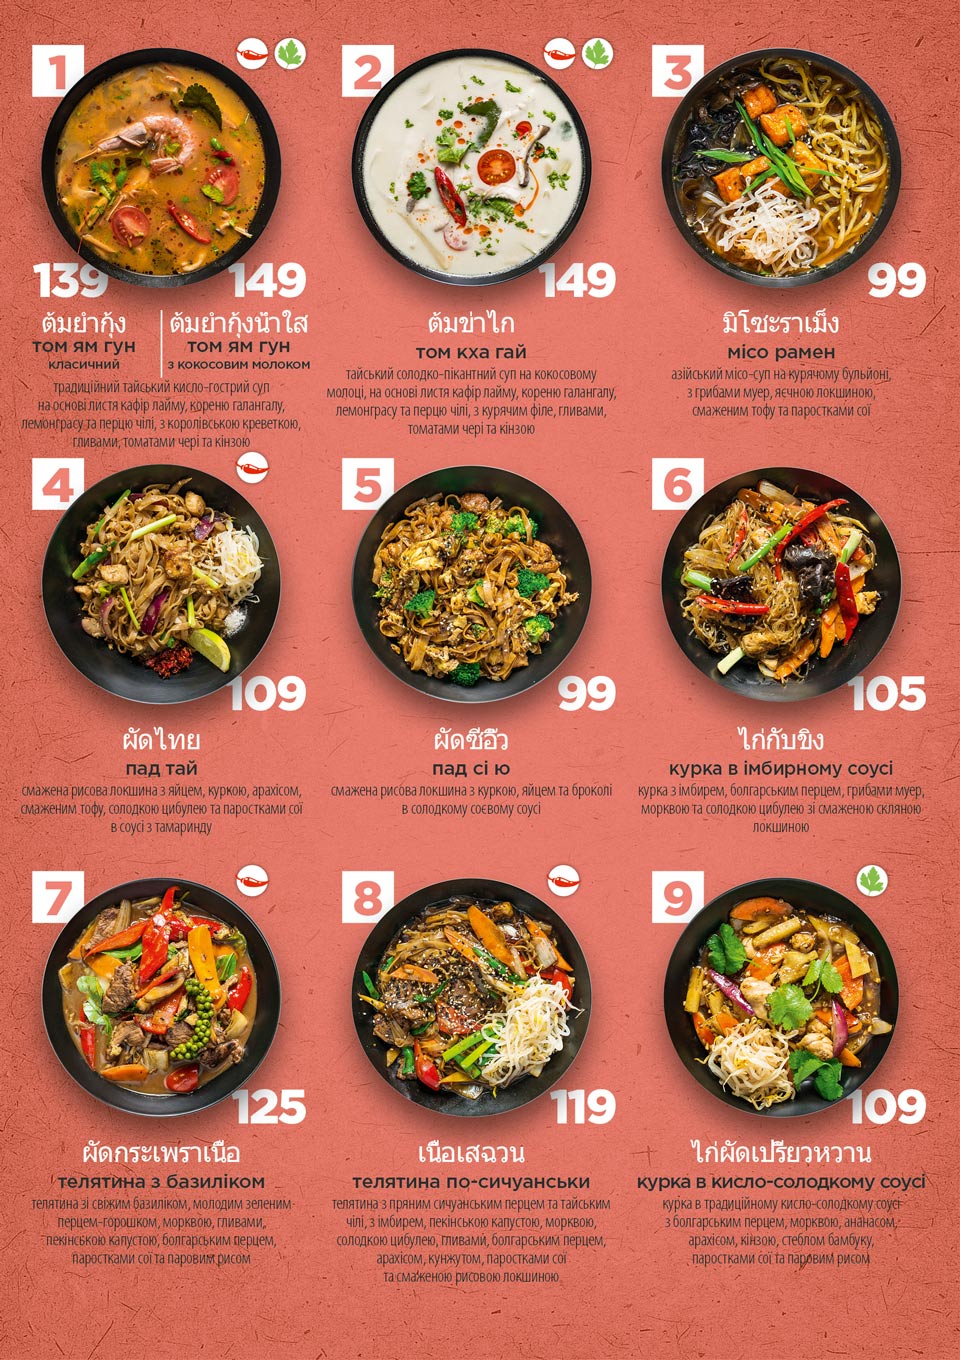 1
139
149
ต้มยำกุ้ง
том ям гун
класичний
ต้มยำกุ้งน้ำใส
том ям гун
з кокосовим молоком
традиційний тайський кисло-гострий суп
на основі листя кафір лайму, кореню галангалу,
лемонграсу та перцю чілі, з королівською креветкою,
гливами, томатами чері та кінзою
2
149
ต้มข่าไก่
том кха гай
тайський солодко-пікантний суп на кокосовому
молоці, на основі листя кафір лайму, кореню галангалу,
лемонграсу та перцю чілі, з курячим філе, гливами,
томатами чері та кінзою
3
99
มิโซะราเม็ง
місо рамен
азійський місо-суп на курячому бульйоні,
з грибами муер, яєчною локшиною,
смаженим тофу та паростками сої
4
109
ผัดไทย
пад тай
смажена рисова локшина з яйцем, куркою, арахісом,
смаженим тофу, солодкою цибулею та паростками сої
в соусі з тамаринду
5
99
ผัดซีอิ๊ว
пад сі ю
смажена рисова локшина з куркою, яйцем та броколі
в солодкому соєвому соусі
6
105
ไก่กับขิง
курка в імбирному соусі
курка з імбирем, болгарським перцем, грибами муер,
морквою та солодкою цибулею зі смаженою скляною
локшиною
7
125
ผัดกระเพราเนื้อ
телятина з базиліком
телятина зі свіжим базиліком, молодим зеленим
перцем-горошком, морквою, гливами,
пекінською капустою, болгарським перцем,
паростками сої та паровим рисом
8
119
เนื้อเสฉวน
телятина по-сичуанськи
телятина з пряним сичуанським перцем та тайським
чілі, з імбирем, пекінською капустою, морквою,
солодкою цибулею, гливами, болгарським перцем,
арахісом, кунжутом, паростками сої
та смаженою рисовою локшиною
9
109
ไก่ผัดเปรี้ยวหวาน
курка в кисло-солодкому соусі
курка в традиційному кисло-солодкому соусі
з болгарським перцем, морквою, ананасом,
арахісом, кінзою, стеблом бамбуку,
паростками сої та паровим рисом